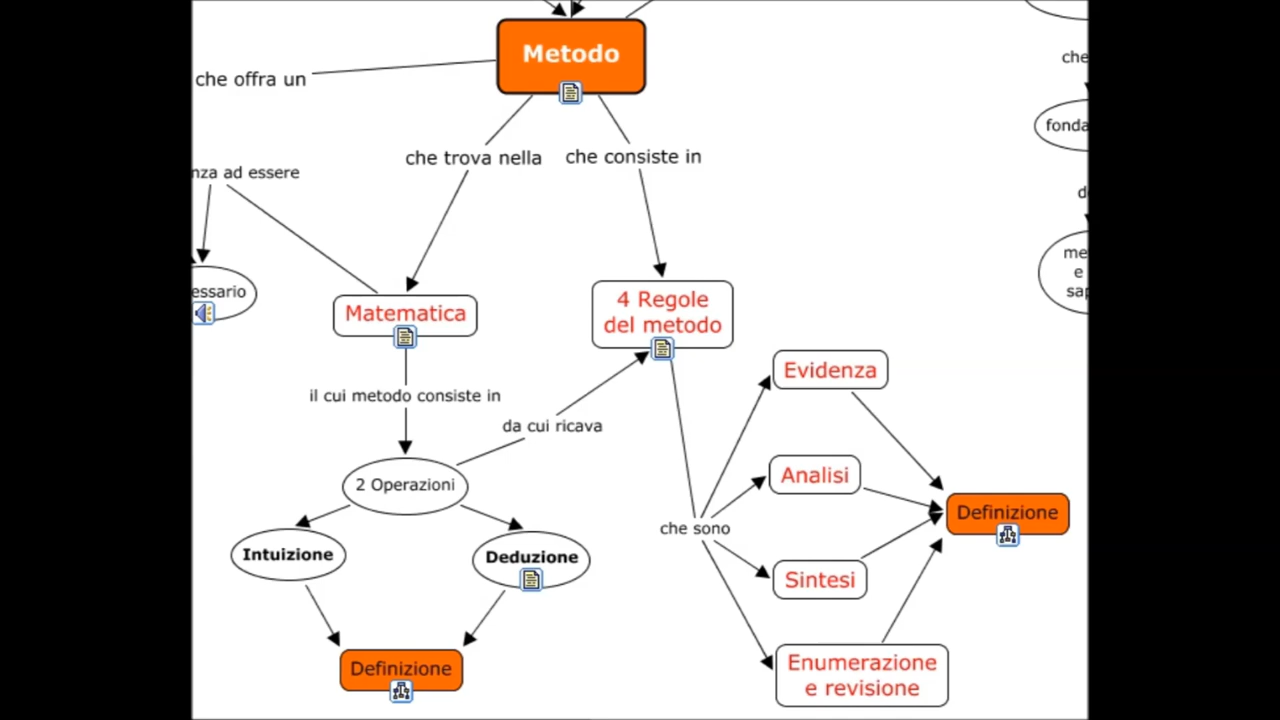 Metodo
che offra un
che
fonda
che trova nella
che consiste in
nza ad essere
essario
me
e
sap
Matematica
4 Regole
del metodo
Evidenza
il cui metodo consiste in
da cui ricava
2 Operazioni
Analisi
che sono
Definizione
Intuizione
Deduzione
Sintesi
Definizione
Enumerazione
e revisione